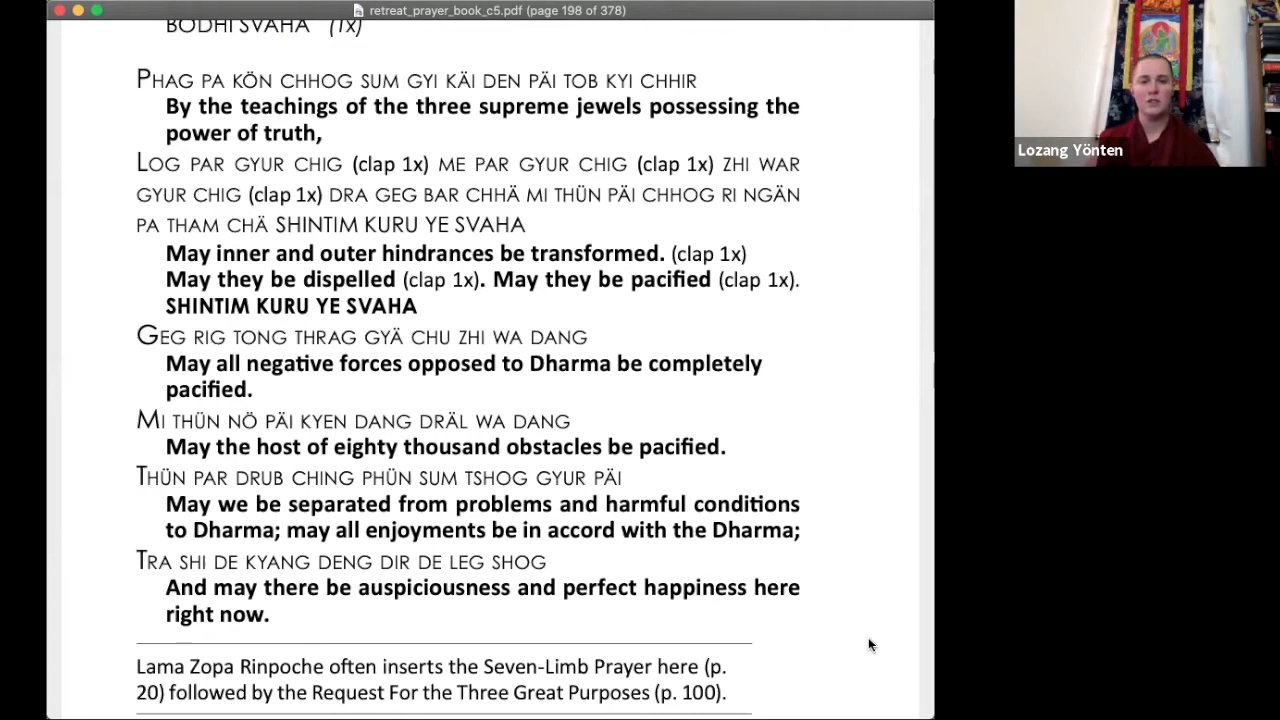 retreat_prayer_book_c5.pdf (page 198 of 378)
BODHI SVAHA (1x)
PHAG PA KÖN CHHOG SUM GYI KÄI DEN PÄI TOB KYI CHHIR
By the teachings of the three supreme jewels possessing the
power of truth,
LOG PAR GYUR CHIG (clap 1x) ME PAR GYUR CHIG (clap 1x) ZHI WAR
GYUR CHIG (clap 1x) DRA GEG BAR CHHÄ MI THÜN PÄI CHHOG RI NGÄN
PA THAM CHÄ SHINTIM KURU YE SVAHA
May inner and outer hindrances be transformed. (clap 1x)
May they be dispelled (clap 1x). May they be pacified (clap 1x).
SHINTIM KURU YE SVAHA
GEG RIG TONG THRAG GYÄ CHU ZHI WA DANG
May all negative forces opposed to Dharma be completely
pacified.
MI THÜN NÖ PÄI KYEN DANG DRÄL WA DANG
May the host of eighty thousand obstacles be pacified.
THÜN PAR DRUB CHING PHÜN SUM TSHOG GYUR PÄI
May we be separated from problems and harmful conditions
to Dharma; may all enjoyments be in accord with the Dharma;
TRA SHI DE KYANG DENG DIR DE LEG SHOG
And may there be auspiciousness and perfect happiness here
right now.
Lama Zopa Rinpoche often inserts the Seven-Limb Prayer here (p.
20) followed by the Request For the Three Great Purposes (p. 100).
Lozang Yönten